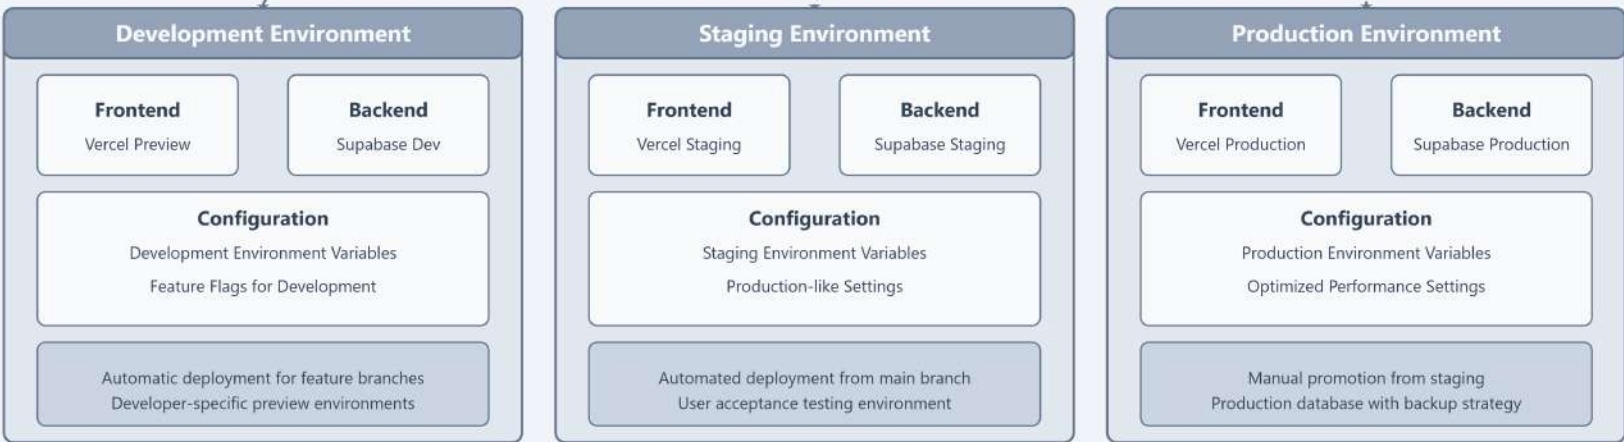 Development Environment
Frontend
Vercel Preview
Backend
Supabase Dev
Configuration
Development Environment Variables
Feature Flags for Development
Automatic deployment for feature branches
Developer-specific preview environments
Staging Environment
Frontend
Vercel Staging
Backend
Supabase Staging
Configuration
Staging Environment Variables
Production-like Settings
Automated deployment from main branch
User acceptance testing environment
Production Environment
Frontend
Vercel Production
Backend
Supabase Production
Configuration
Production Environment Variables
Optimized Performance Settings
Manual promotion from staging
Production database with backup strategy